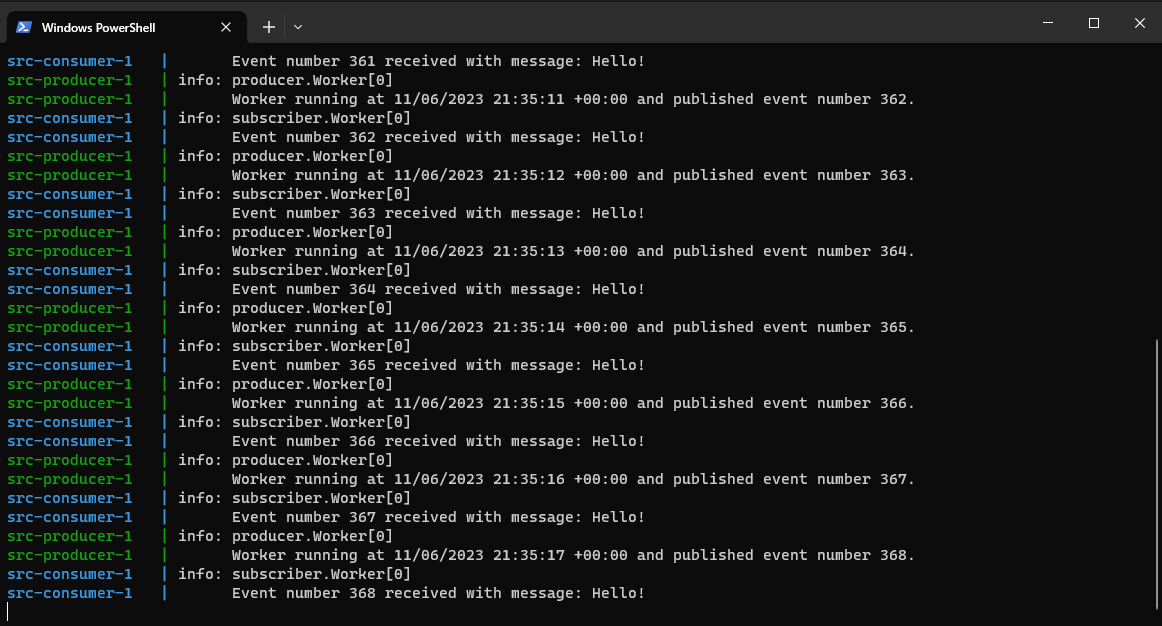 Windows PowerShell
src-consumer-1   |       Event number 361 received with message: Hello!
src-producer-1   | info: producer.Worker[0]
src-producer-1   |       Worker running at 11/06/2023 21:35:11 +00:00 and published event number 362.
src-consumer-1   | info: subscriber.Worker[0]
src-consumer-1   |       Event number 362 received with message: Hello!
src-producer-1   | info: producer.Worker[0]
src-producer-1   |       Worker running at 11/06/2023 21:35:12 +00:00 and published event number 363.
src-consumer-1   | info: subscriber.Worker[0]
src-consumer-1   |       Event number 363 received with message: Hello!
src-producer-1   | info: producer.Worker[0]
src-producer-1   |       Worker running at 11/06/2023 21:35:13 +00:00 and published event number 364.
src-consumer-1   | info: subscriber.Worker[0]
src-consumer-1   |       Event number 364 received with message: Hello!
src-producer-1   | info: producer.Worker[0]
src-producer-1   |       Worker running at 11/06/2023 21:35:14 +00:00 and published event number 365.
src-consumer-1   | info: subscriber.Worker[0]
src-consumer-1   |       Event number 365 received with message: Hello!
src-producer-1   | info: producer.Worker[0]
src-producer-1   |       Worker running at 11/06/2023 21:35:15 +00:00 and published event number 366.
src-consumer-1   | info: subscriber.Worker[0]
src-consumer-1   |       Event number 366 received with message: Hello!
src-producer-1   | info: producer.Worker[0]
src-producer-1   |       Worker running at 11/06/2023 21:35:16 +00:00 and published event number 367.
src-consumer-1   | info: subscriber.Worker[0]
src-consumer-1   |       Event number 367 received with message: Hello!
src-producer-1   | info: producer.Worker[0]
src-producer-1   |       Worker running at 11/06/2023 21:35:17 +00:00 and published event number 368.
src-consumer-1   | info: subscriber.Worker[0]
src-consumer-1   |       Event number 368 received with message: Hello!